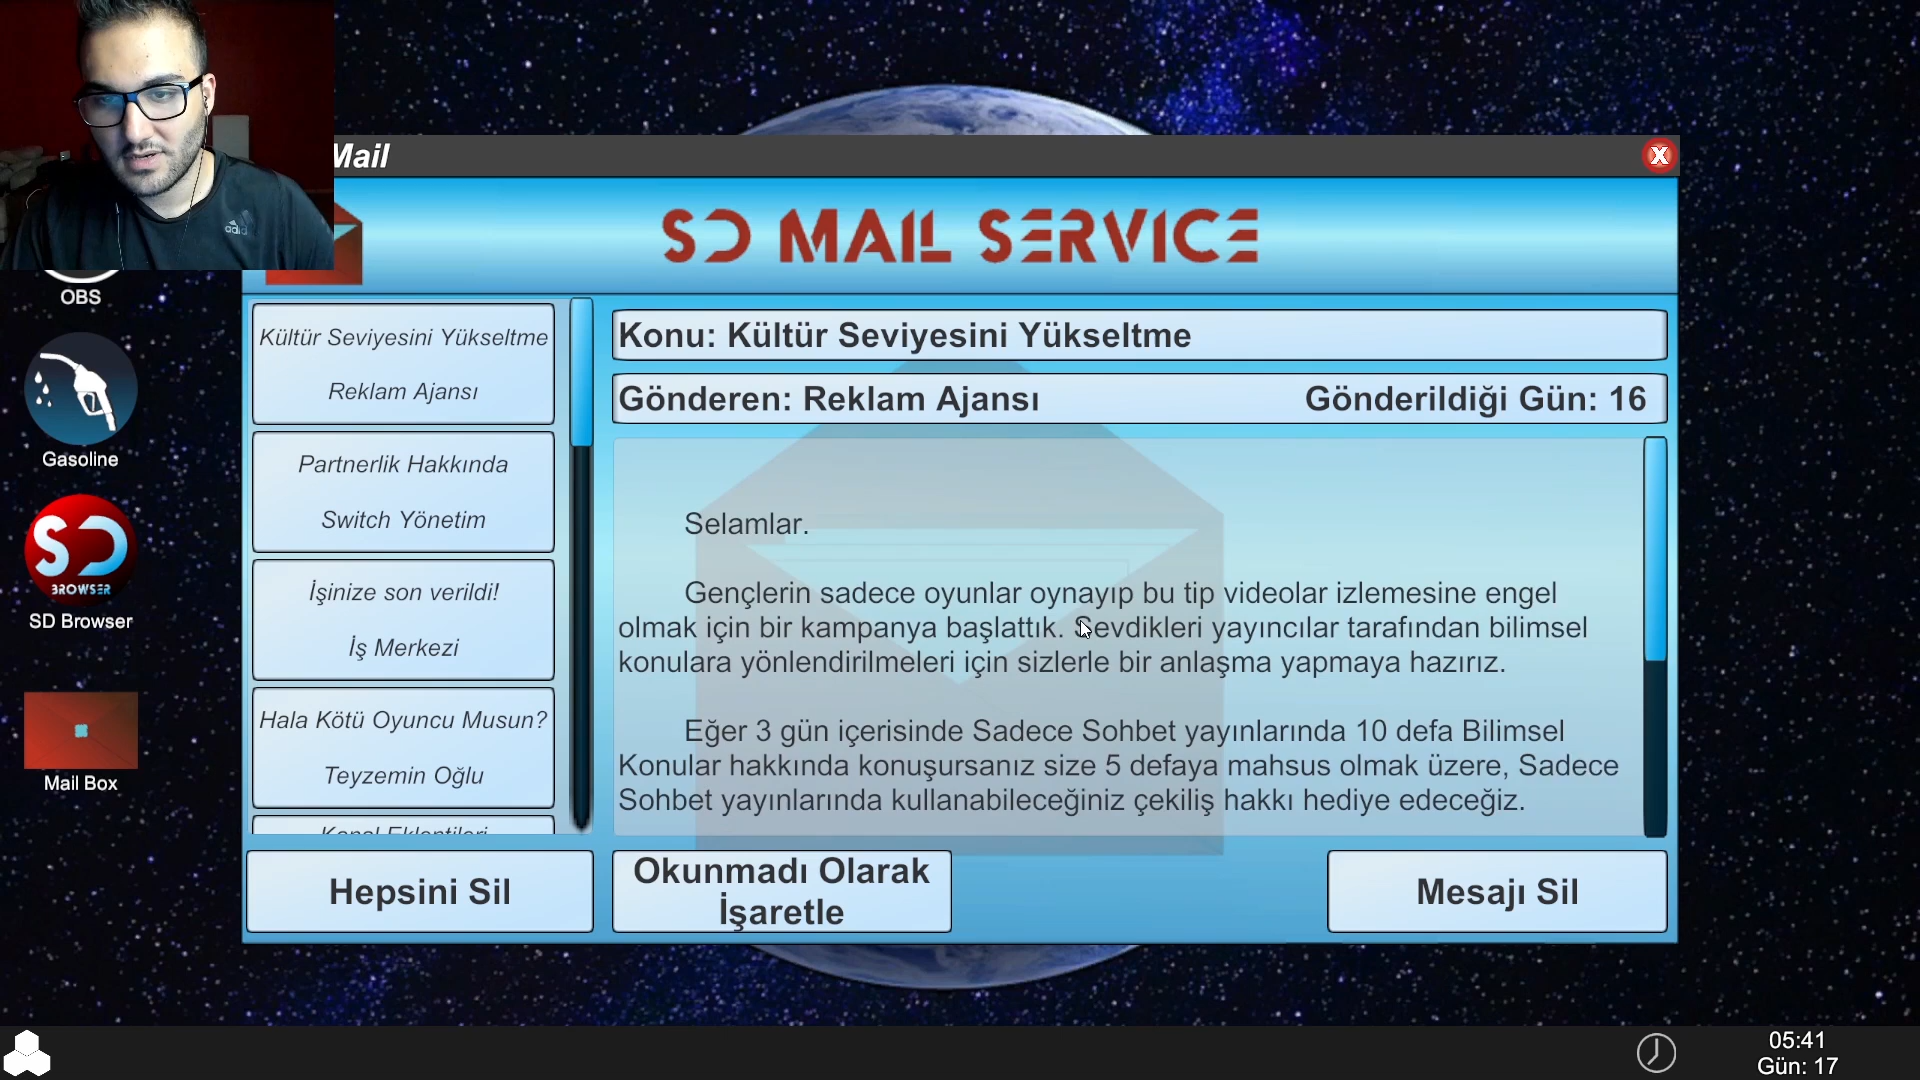 Mail
SD MAIL SERVICE
adidas
OBS
Gasoline
SD
BROWSER
SD Browser
Mail Box
Kültür Seviyesini Yükseltme
Reklam Ajansı
Partnerlik Hakkında
Switch Yönetim
İşinize son verildi!
İş Merkezi
Hala Kötü Oyuncu Musun?
Teyzemin Oğlu
Kanal Eklentileri
Hepsini Sil
Konu: Kültür Seviyesini Yükseltme
Gönderen: Reklam Ajansı Gönderildiği Gün: 16
Selamlar.
Gençlerin sadece oyunlar oynayıp bu tip videolar izlemesine engel
olmak için bir kampanya başlattık. Sevdikleri yayıncılar tarafından bilimsel
konulara yönlendirilmeleri için sizlerle bir anlaşma yapmaya hazırız.
Eğer 3 gün içerisinde Sadece Sohbet yayınlarında 10 defa Bilimsel
Konular hakkında konuşursanız size 5 defaya mahsus olmak üzere, Sadece
Sohbet yayınlarında kullanabileceğiniz çekiliş hakkı hediye edeceğiz.
Okunmadı Olarak
İşaretle
Mesajı Sil
05:41
Gün: 17